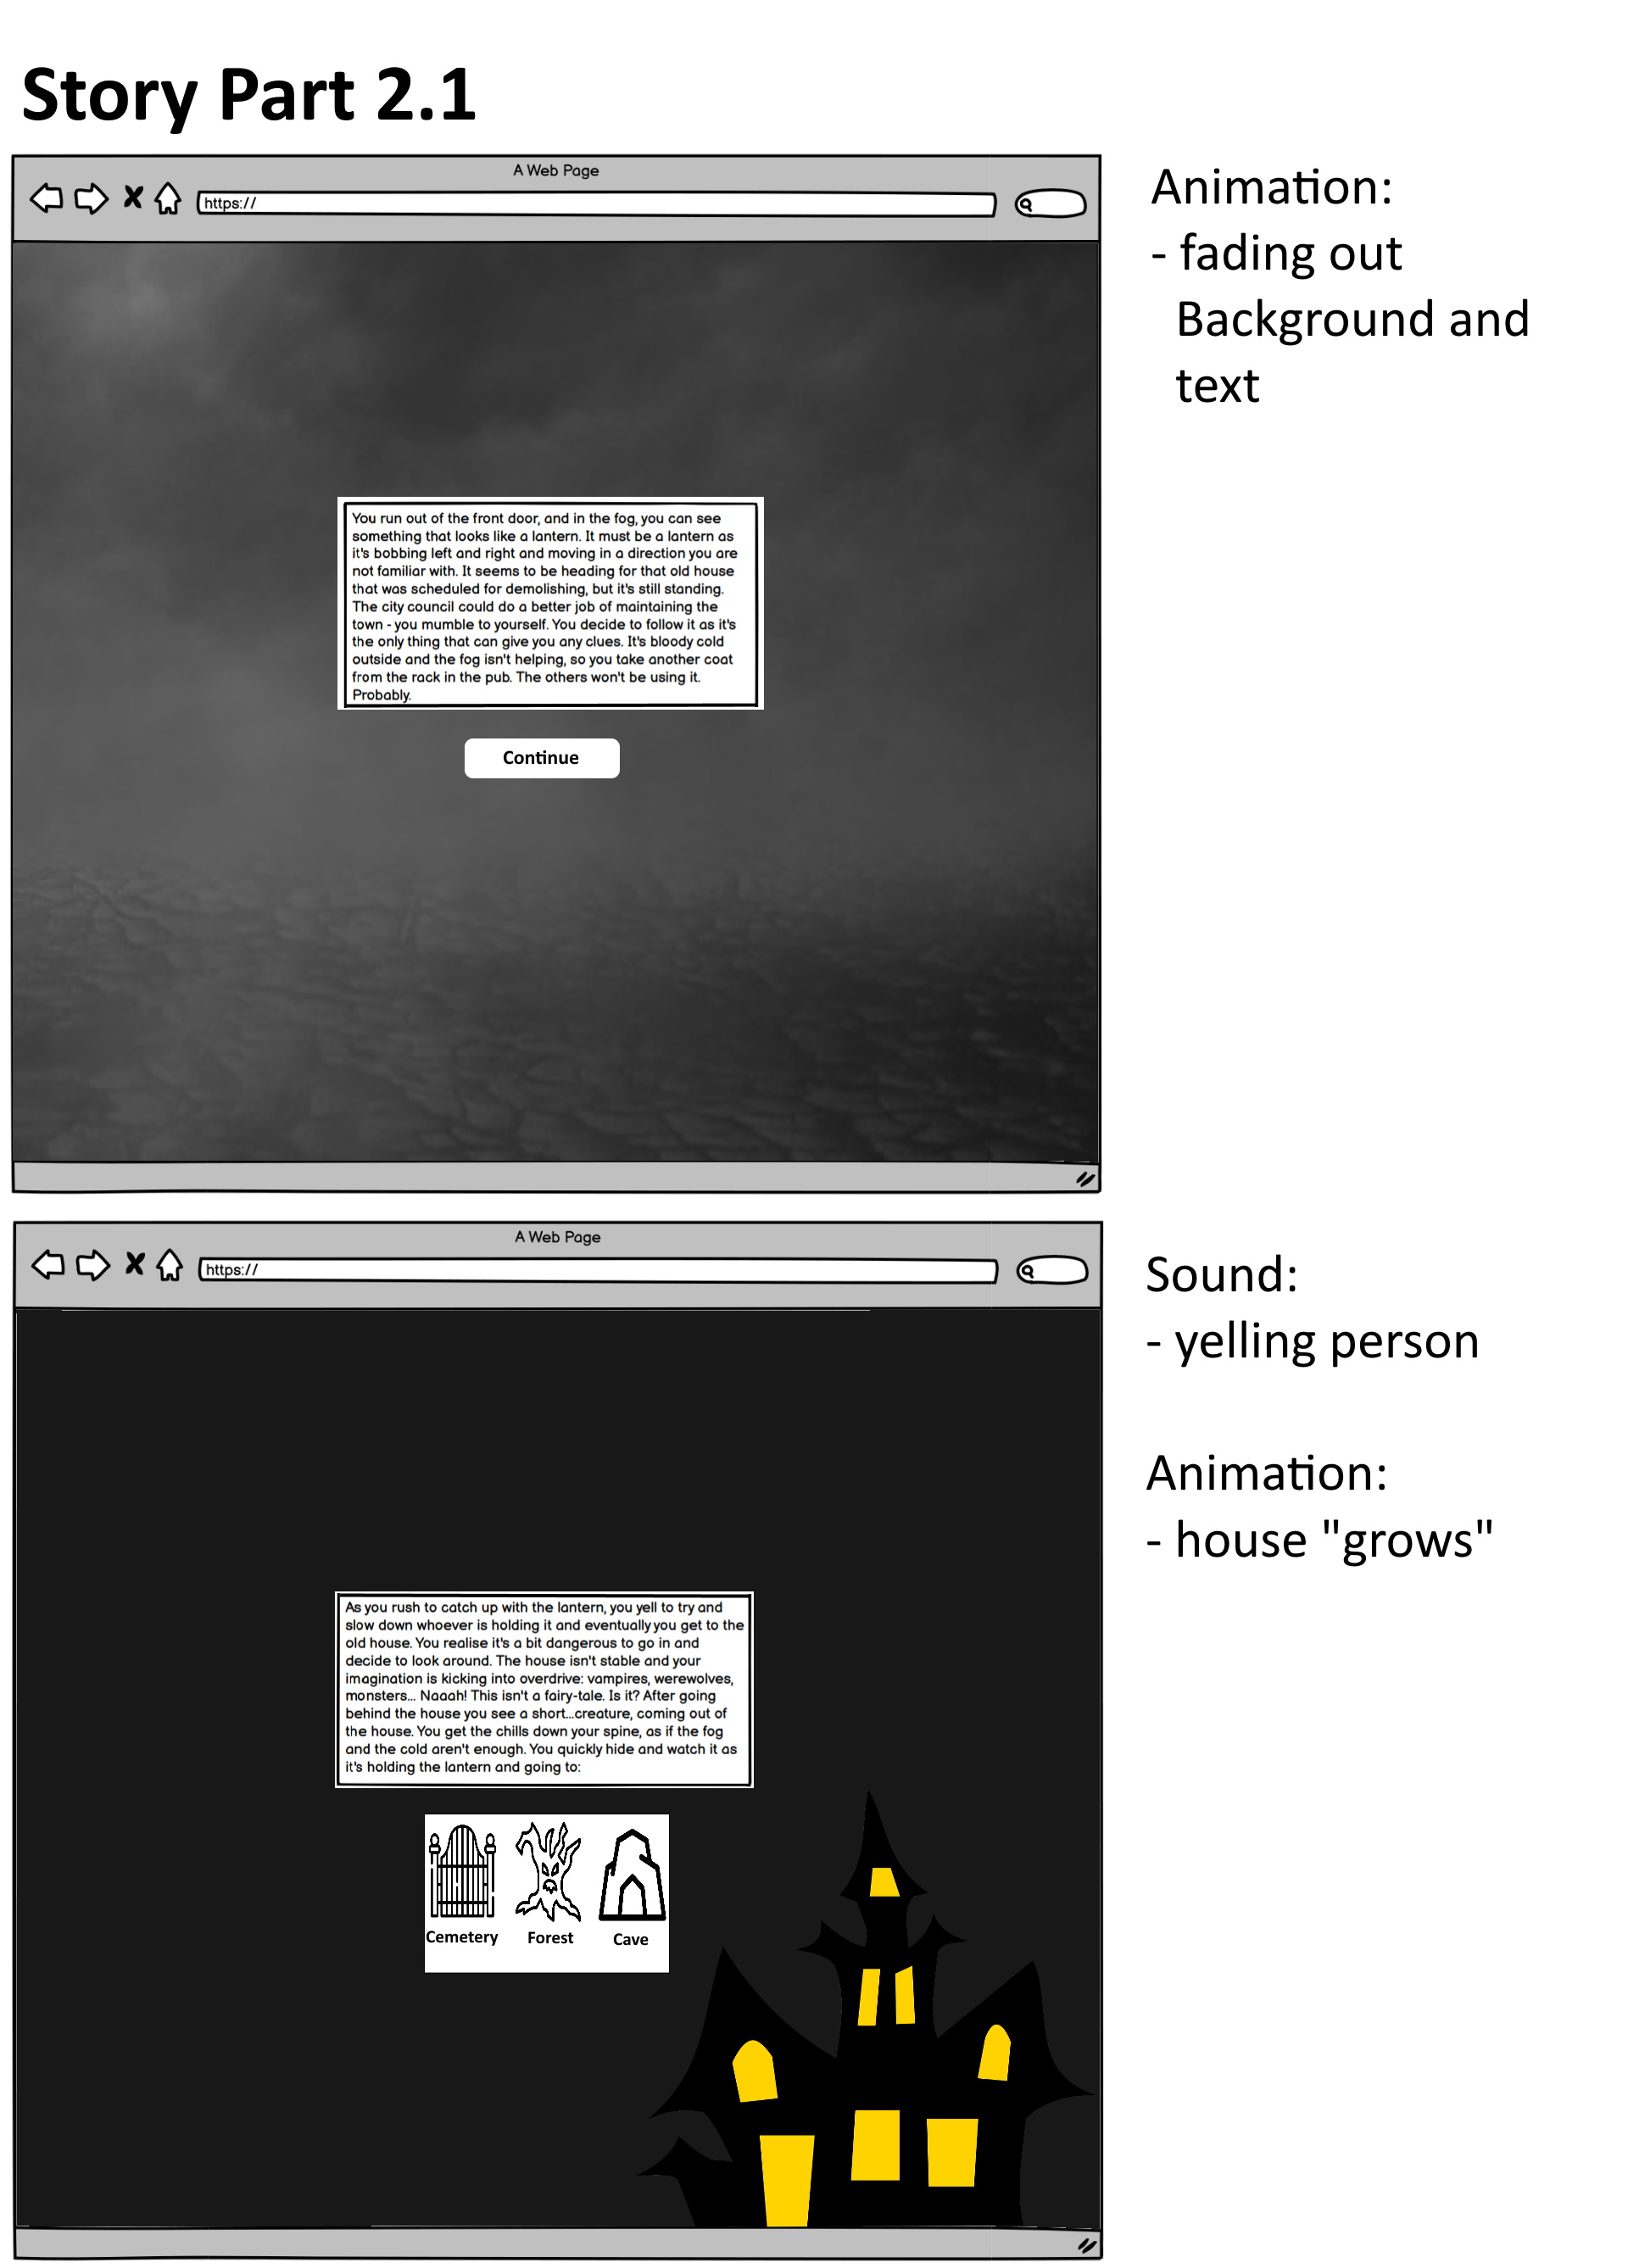 Story Part 2.1
A Web Page
https://
Animation:
- fading out
Background and
text
You run out of the front door, and in the fog, you can see
something that looks like a lantern. It must be a lantern as
it's bobbing left and right and moving in a direction you are
not familiar with. It seems to be heading for that old house
that was scheduled for demolishing, but it's still standing.
The city council could do a better job of maintaining the
town - you mumble to yourself. You decide to follow it as it's
the only thing that can give you any clues. It's bloody cold
outside and the fog isn't helping, so you take another coat
from the rack in the pub. The others won't be using it.
Probably.
Continue
A Web Page
https://
Sound:
- yelling person
Animation:
- house "grows"
As you rush to catch up with the lantern, you yell to try and
slow down whoever is holding it and eventually you get to the
old house. You realise it's a bit dangerous to go in and
decide to look around. The house isn't stable and your
imagination is kicking into overdrive: vampires, werewolves,
monsters... Naaah! This isn't a fairy-tale. Is it? After going
behind the house you see a short...creature, coming out of
the house. You get the chills down your spine, as if the fog
and the cold aren't enough. You quickly hide and watch it as
it's holding the lantern and going to:
Cemetery Forest Cave